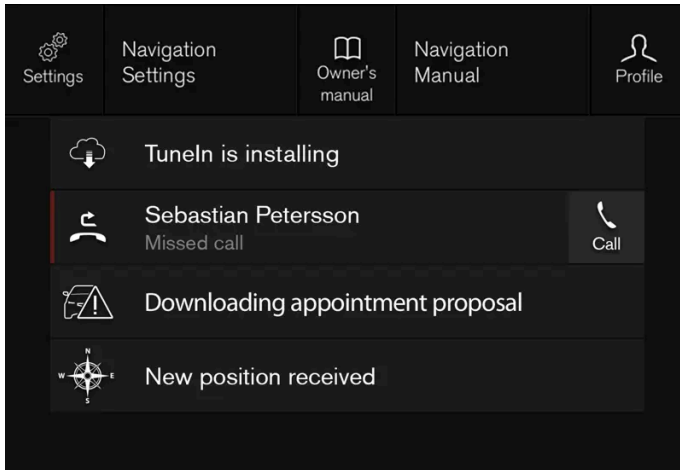 Settings
Navigation
Settings
Owner's
manual
Navigation
Manual
Profile
TuneIn is installing
Sebastian Petersson
Missed call
Call
Downloading appointment proposal
New position received
N
W
E
S